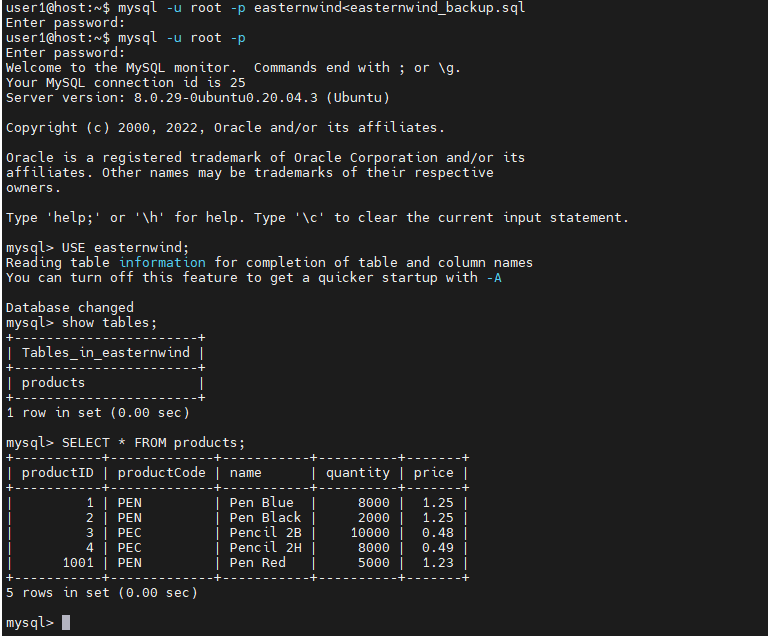 user1@host:~$ mysql -u root -p easternwind<easternwind_backup.sql
Enter password:
user1@host:~$ mysql -u root -p
Enter password:
Welcome to the MySQL monitor.  Commands end with ; or \g.
Your MySQL connection id is 25
Server version: 8.0.29-0ubuntu0.20.04.3 (Ubuntu)

Copyright (c) 2000, 2022, Oracle and/or its affiliates.

Oracle is a registered trademark of Oracle Corporation and/or its
affiliates. Other names may be trademarks of their respective
owners.

Type 'help;' or '\h' for help. Type '\c' to clear the current input statement.

mysql> USE easternwind;
Reading table information for completion of table and column names
You can turn off this feature to get a quicker startup with -A

Database changed
mysql> show tables;
+-----------------------+
| Tables_in_easternwind |
+-----------------------+
| products              |
+-----------------------+
1 row in set (0.00 sec)

mysql> SELECT * FROM products;
+-----------+-------------+-----------+----------+-------+
| productID | productCode | name      | quantity | price |
+-----------+-------------+-----------+----------+-------+
|         1 | PEN         | Pen Blue  |     8000 |  1.25 |
|         2 | PEN         | Pen Black |     2000 |  1.25 |
|         3 | PEC         | Pencil 2B |    10000 |  0.48 |
|         4 | PEC         | Pencil 2H |     8000 |  0.49 |
|      1001 | PEN         | Pen Red   |     5000 |  1.23 |
+-----------+-------------+-----------+----------+-------+
5 rows in set (0.00 sec)

mysql>